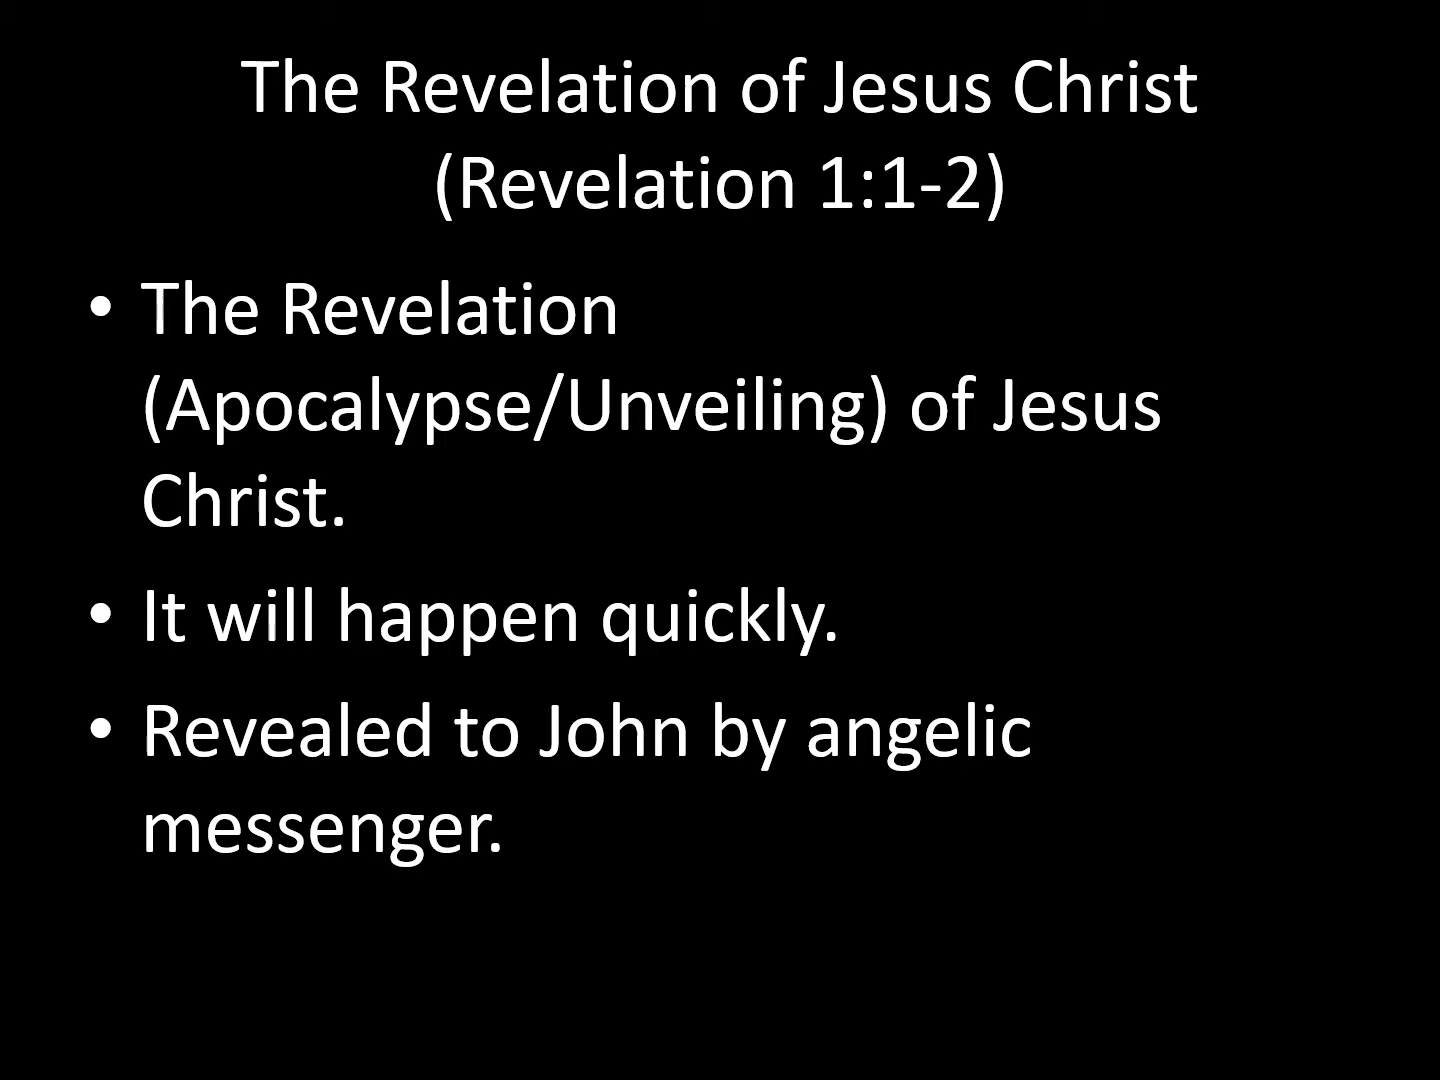 The Revelation of Jesus Christ
(Revelation 1:1-2)
• The Revelation
(Apocalypse/Unveiling) of Jesus
Christ.
• It will happen quickly.
• Revealed to John by angelic
messenger.